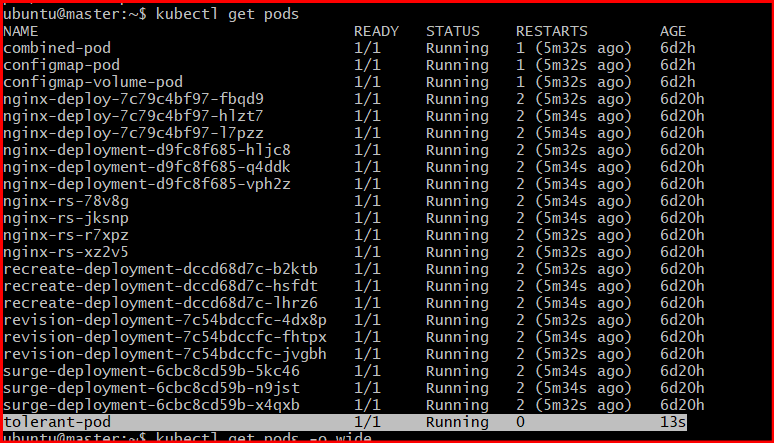 ubuntu@master:~$ kubectl get pods
NAME READY STATUS RESTARTS AGE
combined-pod 1/1 Running 1 (5m32s ago) 6d2h
configmap-pod 1/1 Running 1 (5m32s ago) 6d2h
configmap-volume-pod 1/1 Running 1 (5m32s ago) 6d2h
nginx-deploy-7c79c4bf97-fbqd9 1/1 Running 2 (5m32s ago) 6d20h
nginx-deploy-7c79c4bf97-hlzt7 1/1 Running 2 (5m34s ago) 6d20h
nginx-deploy-7c79c4bf97-l7pzz 1/1 Running 2 (5m34s ago) 6d20h
nginx-deployment-d9fc8f685-hljc8 1/1 Running 2 (5m32s ago) 6d20h
nginx-deployment-d9fc8f685-q4ddk 1/1 Running 2 (5m34s ago) 6d20h
nginx-deployment-d9fc8f685-vph2z 1/1 Running 2 (5m34s ago) 6d20h
nginx-rs-78v8g 1/1 Running 2 (5m34s ago) 6d20h
nginx-rs-jksnp 1/1 Running 2 (5m32s ago) 6d20h
nginx-rs-r7xpz 1/1 Running 2 (5m34s ago) 6d20h
nginx-rs-xz2v5 1/1 Running 2 (5m32s ago) 6d20h
recreate-deployment-dccd68d7c-b2ktb 1/1 Running 2 (5m32s ago) 6d20h
recreate-deployment-dccd68d7c-hsfdt 1/1 Running 2 (5m34s ago) 6d20h
recreate-deployment-dccd68d7c-lhrz6 1/1 Running 2 (5m34s ago) 6d20h
revision-deployment-7c54bdccfc-4dx8p 1/1 Running 2 (5m32s ago) 6d20h
revision-deployment-7c54bdccfc-fhtpx 1/1 Running 2 (5m34s ago) 6d20h
revision-deployment-7c54bdccfc-jvgbh 1/1 Running 2 (5m34s ago) 6d20h
surge-deployment-6cbc8cd59b-5kc46 1/1 Running 2 (5m34s ago) 6d20h
surge-deployment-6cbc8cd59b-n9jst 1/1 Running 2 (5m34s ago) 6d20h
surge-deployment-6cbc8cd59b-x4qxb 1/1 Running 2 (5m32s ago) 6d20h
tolerant-pod 1/1 Running 0 13s
ubuntu@master:~$ kubectl get pods -o wide